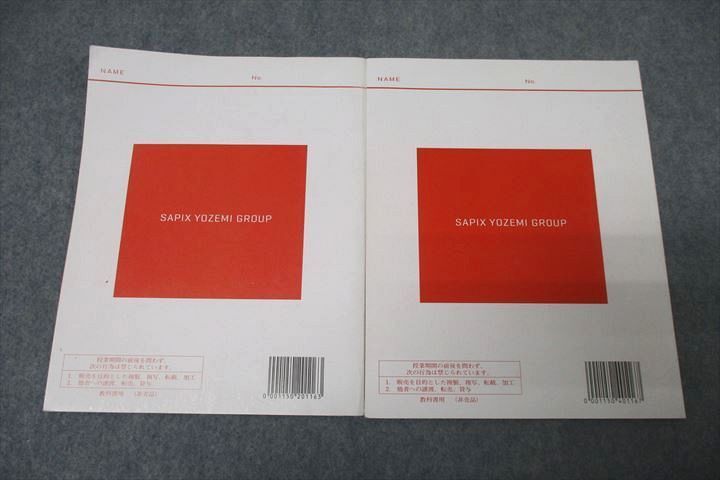 NAME
No.
SAPIX YOZEMI GROUP
授業期間の前後を問わず、
次の行為は禁じられています。
1. 販売を目的とした複製、複写、転載、加工
2. 他者への譲渡、転売、貸与
教科書用 (非売品)
0 001150 201163
NAME
No.
SAPIX YOZEMI GROUP
授業期間の前後を問わず、
次の行為は禁じられています。
1. 販売を目的とした複製、複写、転載、加工
2. 他者への譲渡、転売、貸与
教科書用 (非売品)
0 001150 401167